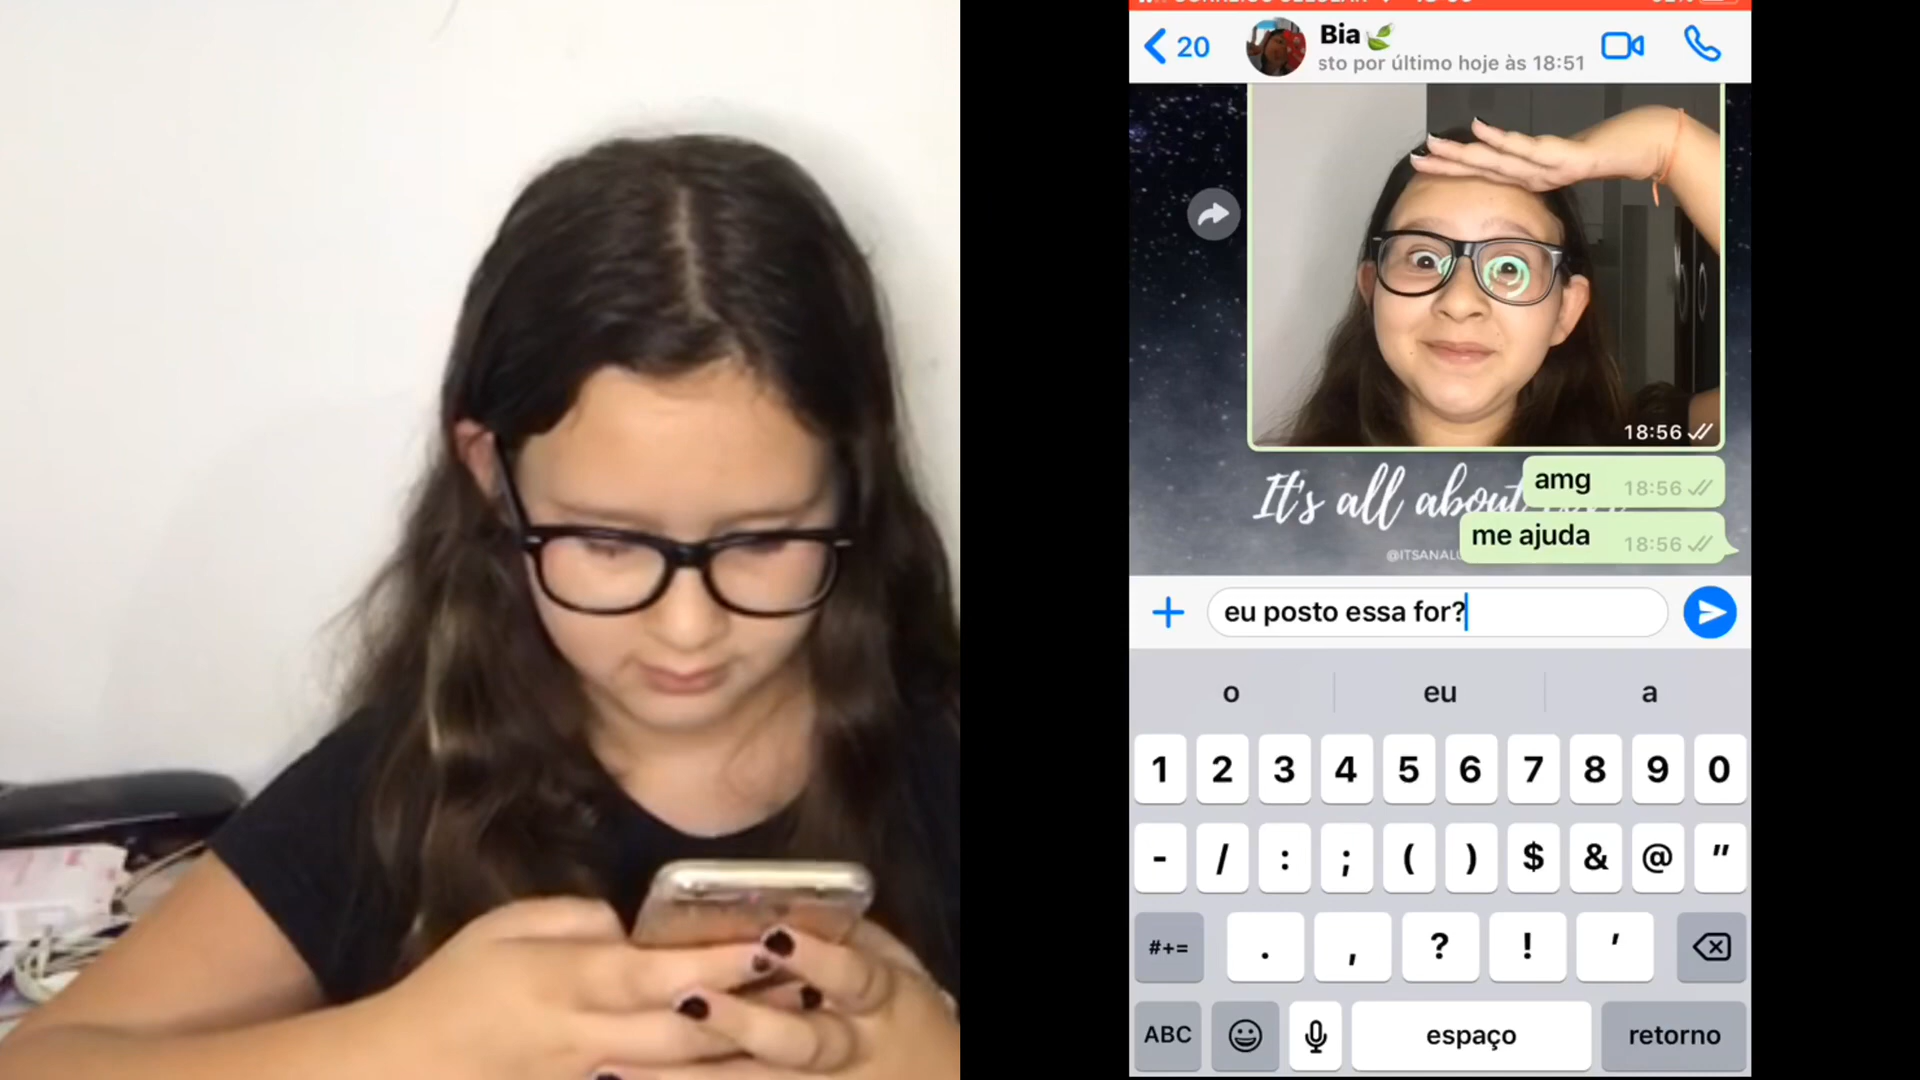 20
Bia
sto por último hoje às 18:51
18:56
It's all about
amg 18:56
me ajuda 18:56
eu posto essa for?
o eu a
1 2 3 4 5 6 7 8 9 0
- / : ; ( ) $ & @ "
#+= . , ? ! '
ABC espaço retorno